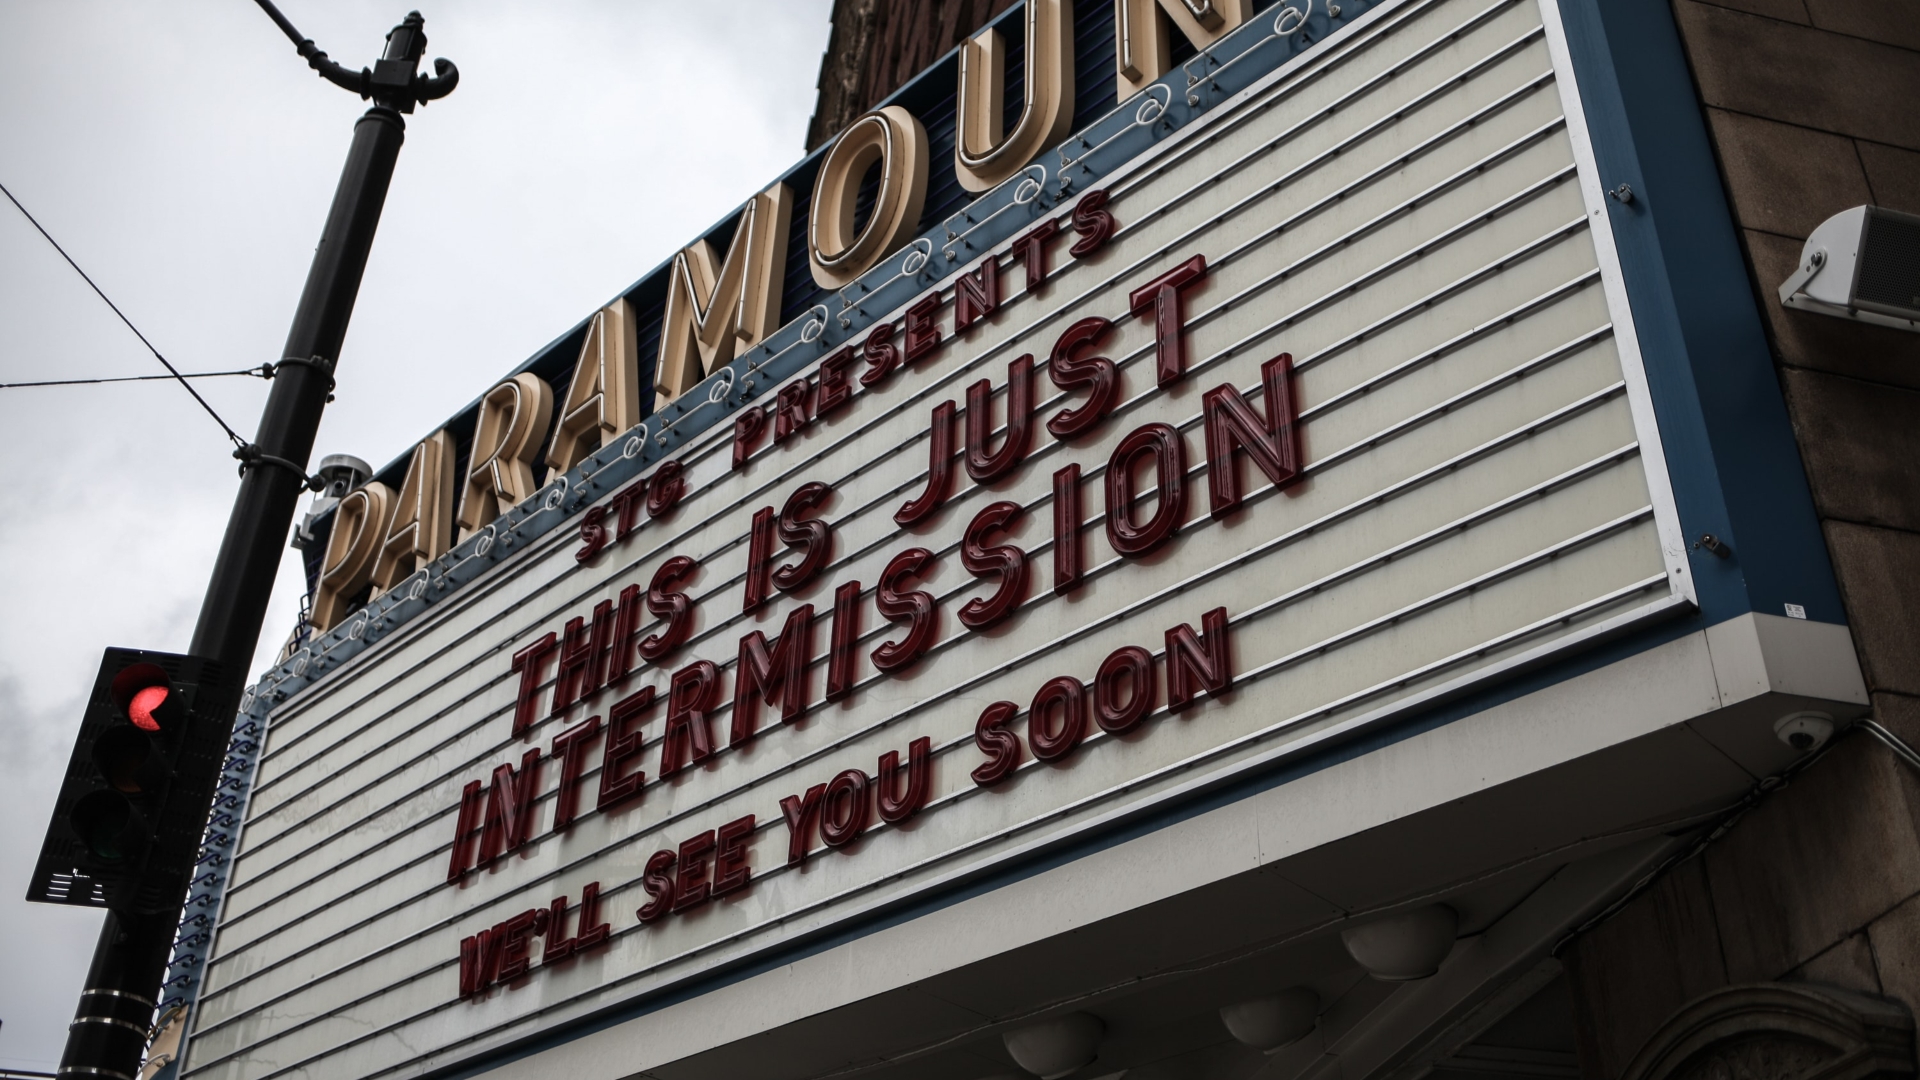 PARAMOUN
STG PRESENTS
THIS IS JUST
INTERMISSION
WE'LL SEE YOU SOON